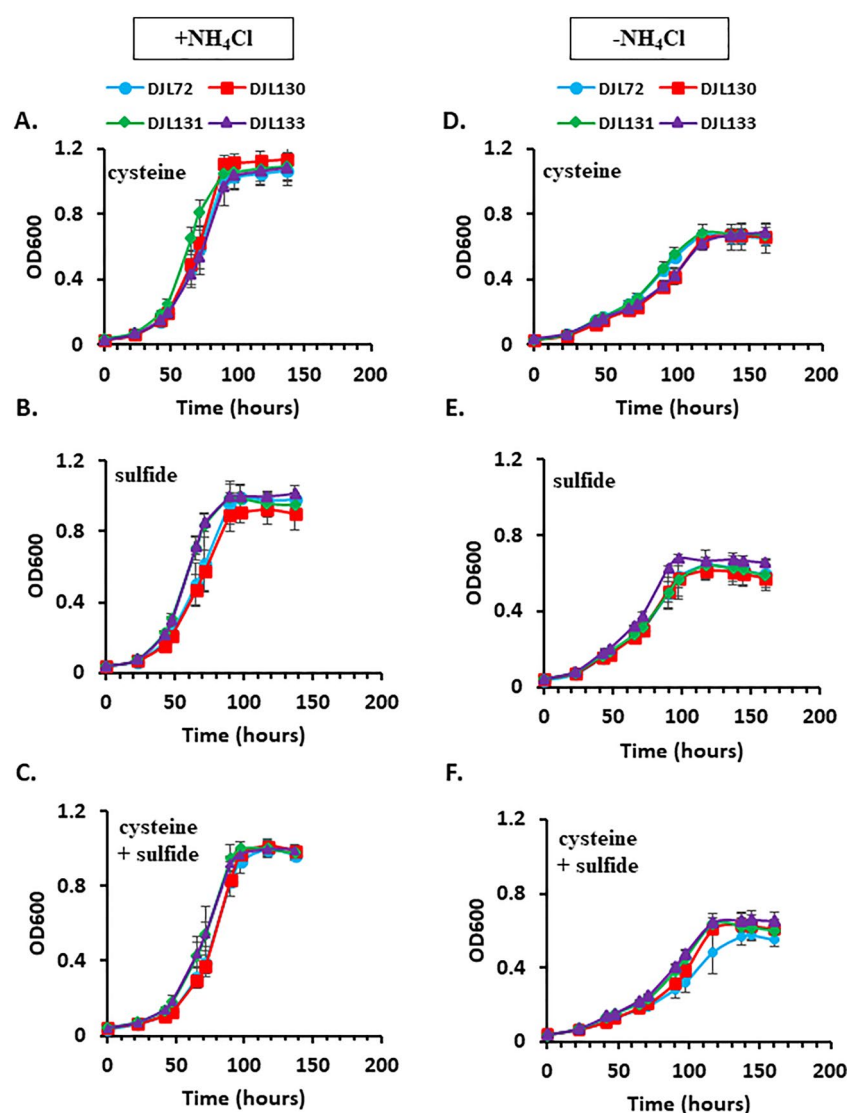 +NH₄Cl
DJL72 DJL130
DJL131 DJL133
A.
cysteine
OD600
1.2
0.8
0.4
0
0 50 100 150 200
Time (hours)
B.
sulfide
OD600
1.2
0.8
0.4
0
0 50 100 150 200
Time (hours)
C.
cysteine
+ sulfide
OD600
1.2
0.8
0.4
0
0 50 100 150 200
Time (hours)
-NH₄Cl
DJL72 DJL130
DJL131 DJL133
D.
cysteine
OD600
1.2
0.8
0.4
0
0 50 100 150 200
Time (hours)
E.
sulfide
OD600
1.2
0.8
0.4
0
0 50 100 150 200
Time (hours)
F.
cysteine
+ sulfide
OD600
1.2
0.8
0.4
0
0 50 100 150 200
Time (hours)